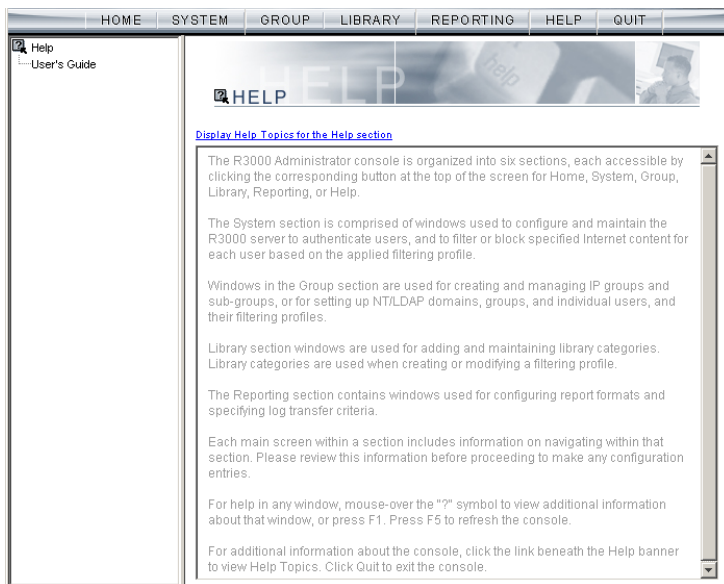 HOME SYSTEM GROUP LIBRARY REPORTING HELP QUIT
Help
User's Guide
HELP
help
HELP
Display Help Topics for the Help section
The R3000 Administrator console is organized into six sections, each accessible by
clicking the corresponding button at the top of the screen for Home, System, Group,
Library, Reporting, or Help.
The System section is comprised of windows used to configure and maintain the
R3000 server to authenticate users, and to filter or block specified Internet content for
each user based on the applied filtering profile.
Windows in the Group section are used for creating and managing IP groups and
sub-groups, or for setting up NT/LDAP domains, groups, and individual users, and
their filtering profiles.
Library section windows are used for adding and maintaining library categories.
Library categories are used when creating or modifying a filtering profile.
The Reporting section contains windows used for configuring report formats and
specifying log transfer criteria.
Each main screen within a section includes information on navigating within that
section. Please review this information before proceeding to make any configuration
entries.
For help in any window, mouse-over the "?" symbol to view additional information
about that window, or press F1. Press F5 to refresh the console.
For additional information about the console, click the link beneath the Help banner
to view Help Topics. Click Quit to exit the console.